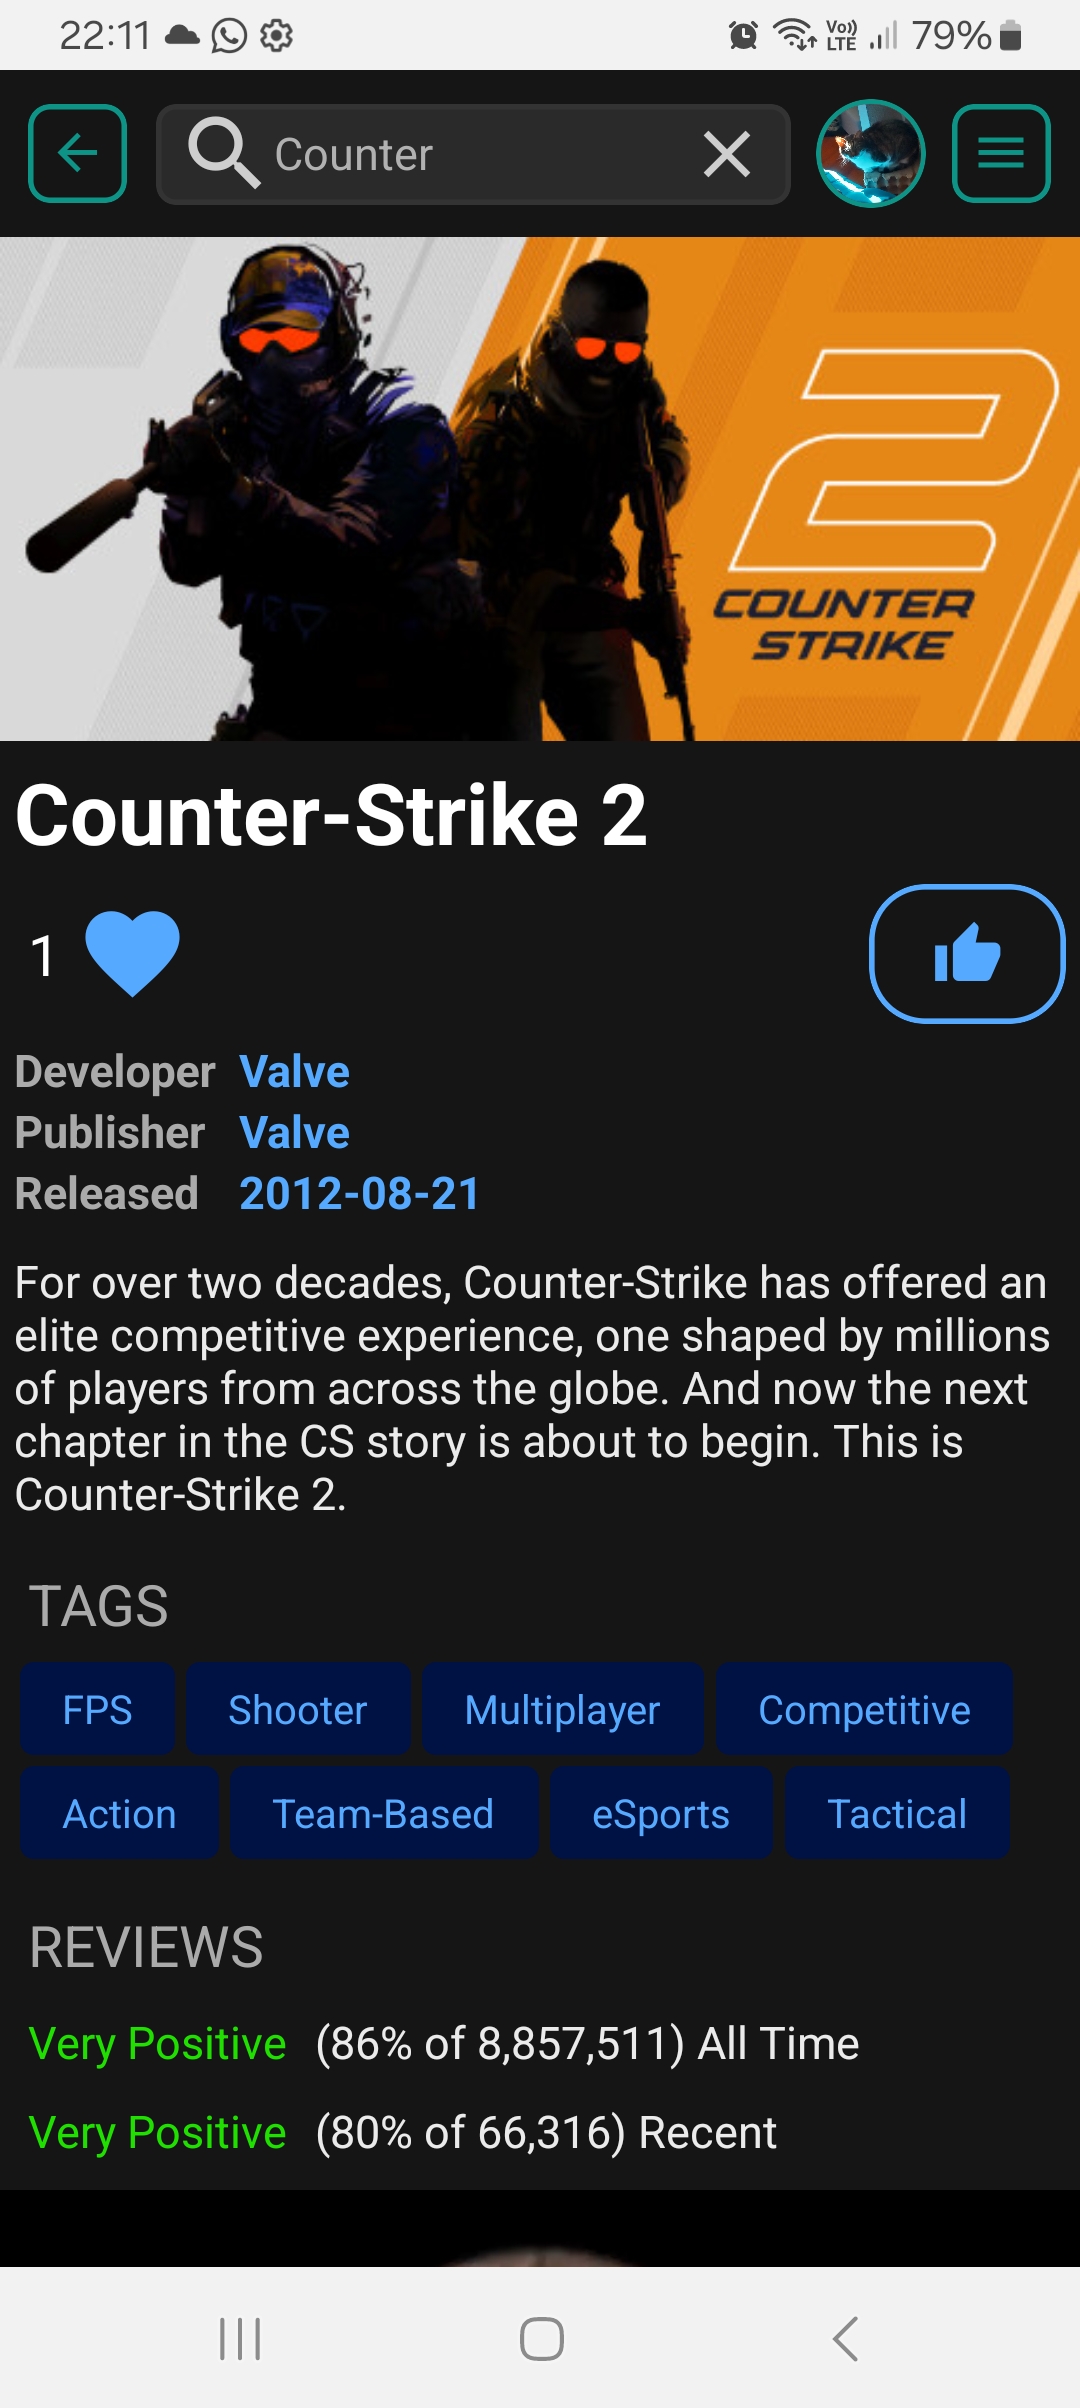 22:11 Vo)) LTE 79%
Counter
2
COUNTER
STRIKE
Counter-Strike 2
1
Developer Valve
Publisher Valve
Released 2012-08-21
For over two decades, Counter-Strike has offered an
elite competitive experience, one shaped by millions
of players from across the globe. And now the next
chapter in the CS story is about to begin. This is
Counter-Strike 2.
TAGS
FPS Shooter Multiplayer Competitive
Action Team-Based eSports Tactical
REVIEWS
Very Positive (86% of 8,857,511) All Time
Very Positive (80% of 66,316) Recent